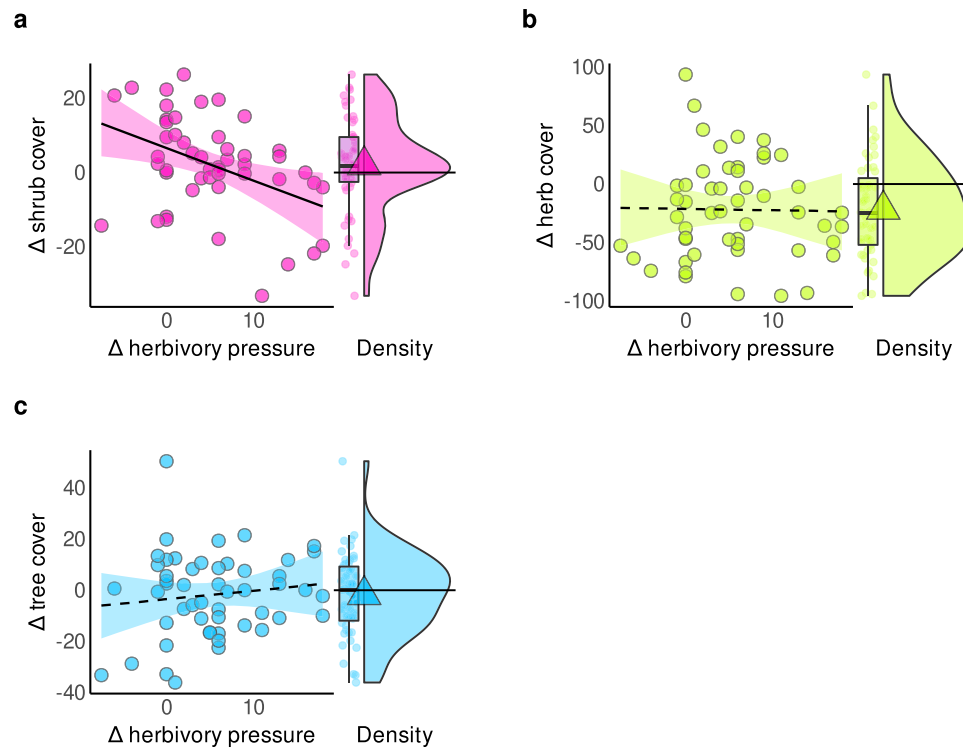 a
Δ shrub cover
20
0
-20
0
10
Δ herbivory pressure
Density
b
Δ herb cover
100
50
0
-50
-100
0
10
Δ herbivory pressure
Density
c
Δ tree cover
40
20
0
-20
-40
0
10
Δ herbivory pressure
Density